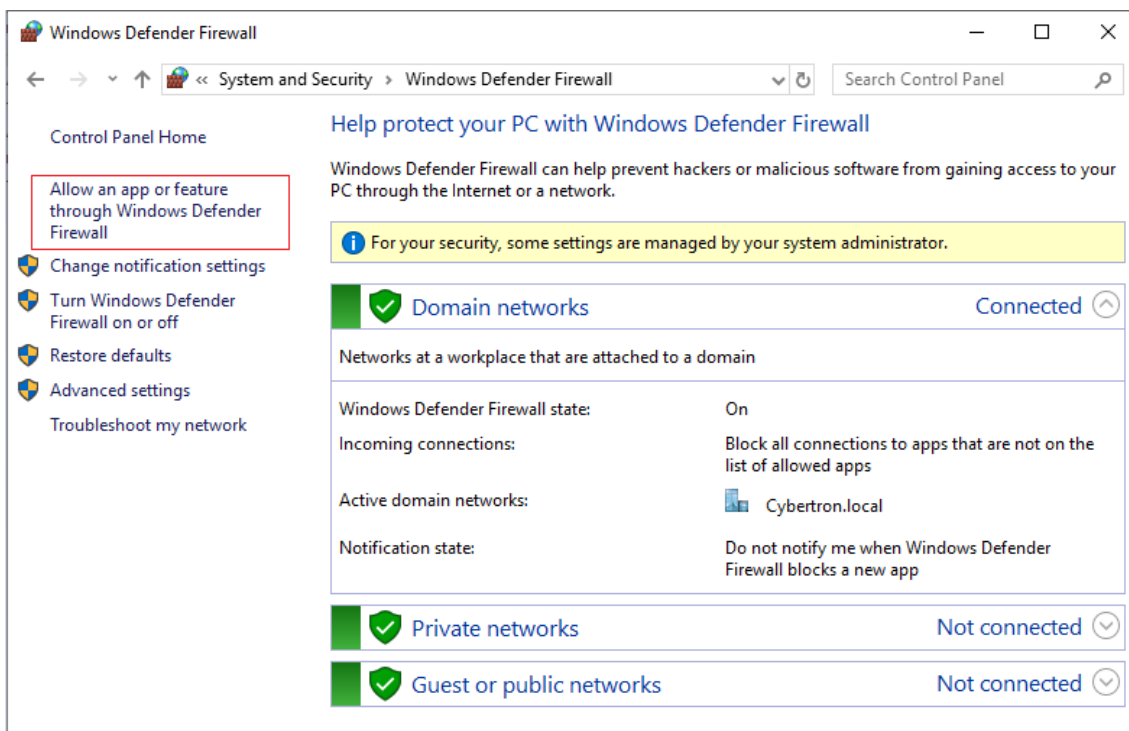 Windows Defender Firewall
« System and Security > Windows Defender Firewall
Search Control Panel
Control Panel Home
Allow an app or feature
through Windows Defender
Firewall
Change notification settings
Turn Windows Defender
Firewall on or off
Restore defaults
Advanced settings
Troubleshoot my network
Help protect your PC with Windows Defender Firewall
Windows Defender Firewall can help prevent hackers or malicious software from gaining access to your
PC through the Internet or a network.
For your security, some settings are managed by your system administrator.
Domain networks Connected
Networks at a workplace that are attached to a domain
Windows Defender Firewall state: On
Incoming connections: Block all connections to apps that are not on the
list of allowed apps
Active domain networks: Cybertron.local
Notification state: Do not notify me when Windows Defender
Firewall blocks a new app
Private networks Not connected
Guest or public networks Not connected